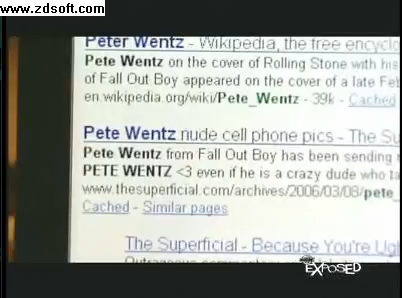 www.zdsoft.com
Peter Wentz - Wikipedia, the free encyclo
Pete Wentz on the cover of Rolling Stone with his
of Fall Out Boy appeared on the cover of a late Feb
en.wikipedia.org/wiki/Pete_Wentz - 39k - Cached
Pete Wentz nude cell phone pics - The Su
Pete Wentz from Fall Out Boy has been sending
PETE WENTZ <3 even if he is a crazy dude who ta
www.thesuperficial.com/archives/2006/03/08/pete_
Cached - Similar pages
The Superficial - Because You're Ugl
EXPOSED